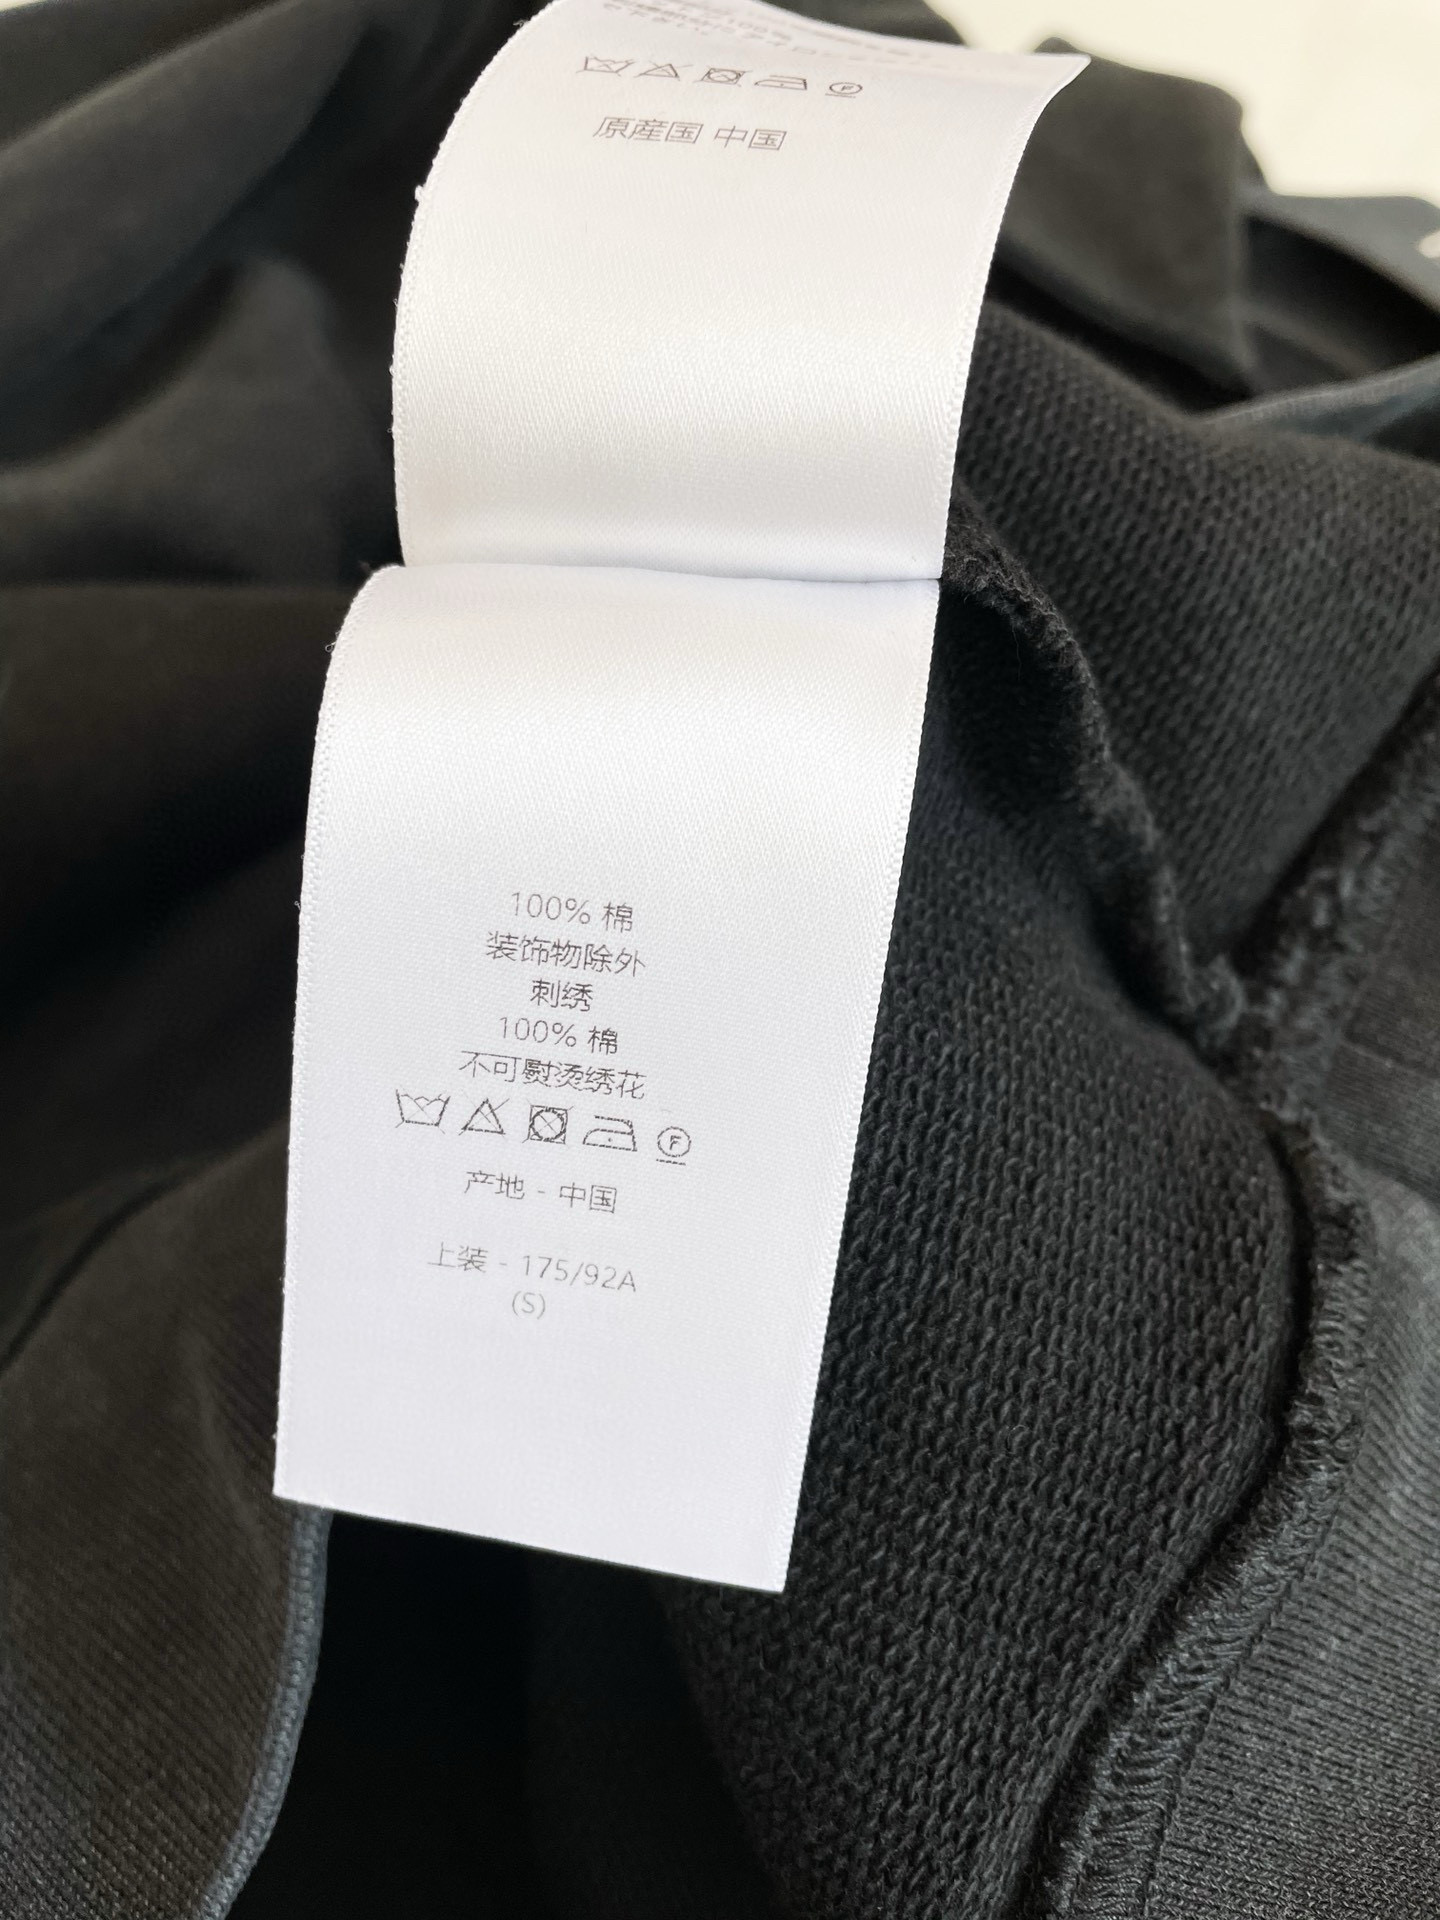 原産国 中国
100% 棉
装饰物除外
刺绣
100% 棉
不可熨烫绣花
F
产地 - 中国
上装 - 175/92A
(S)